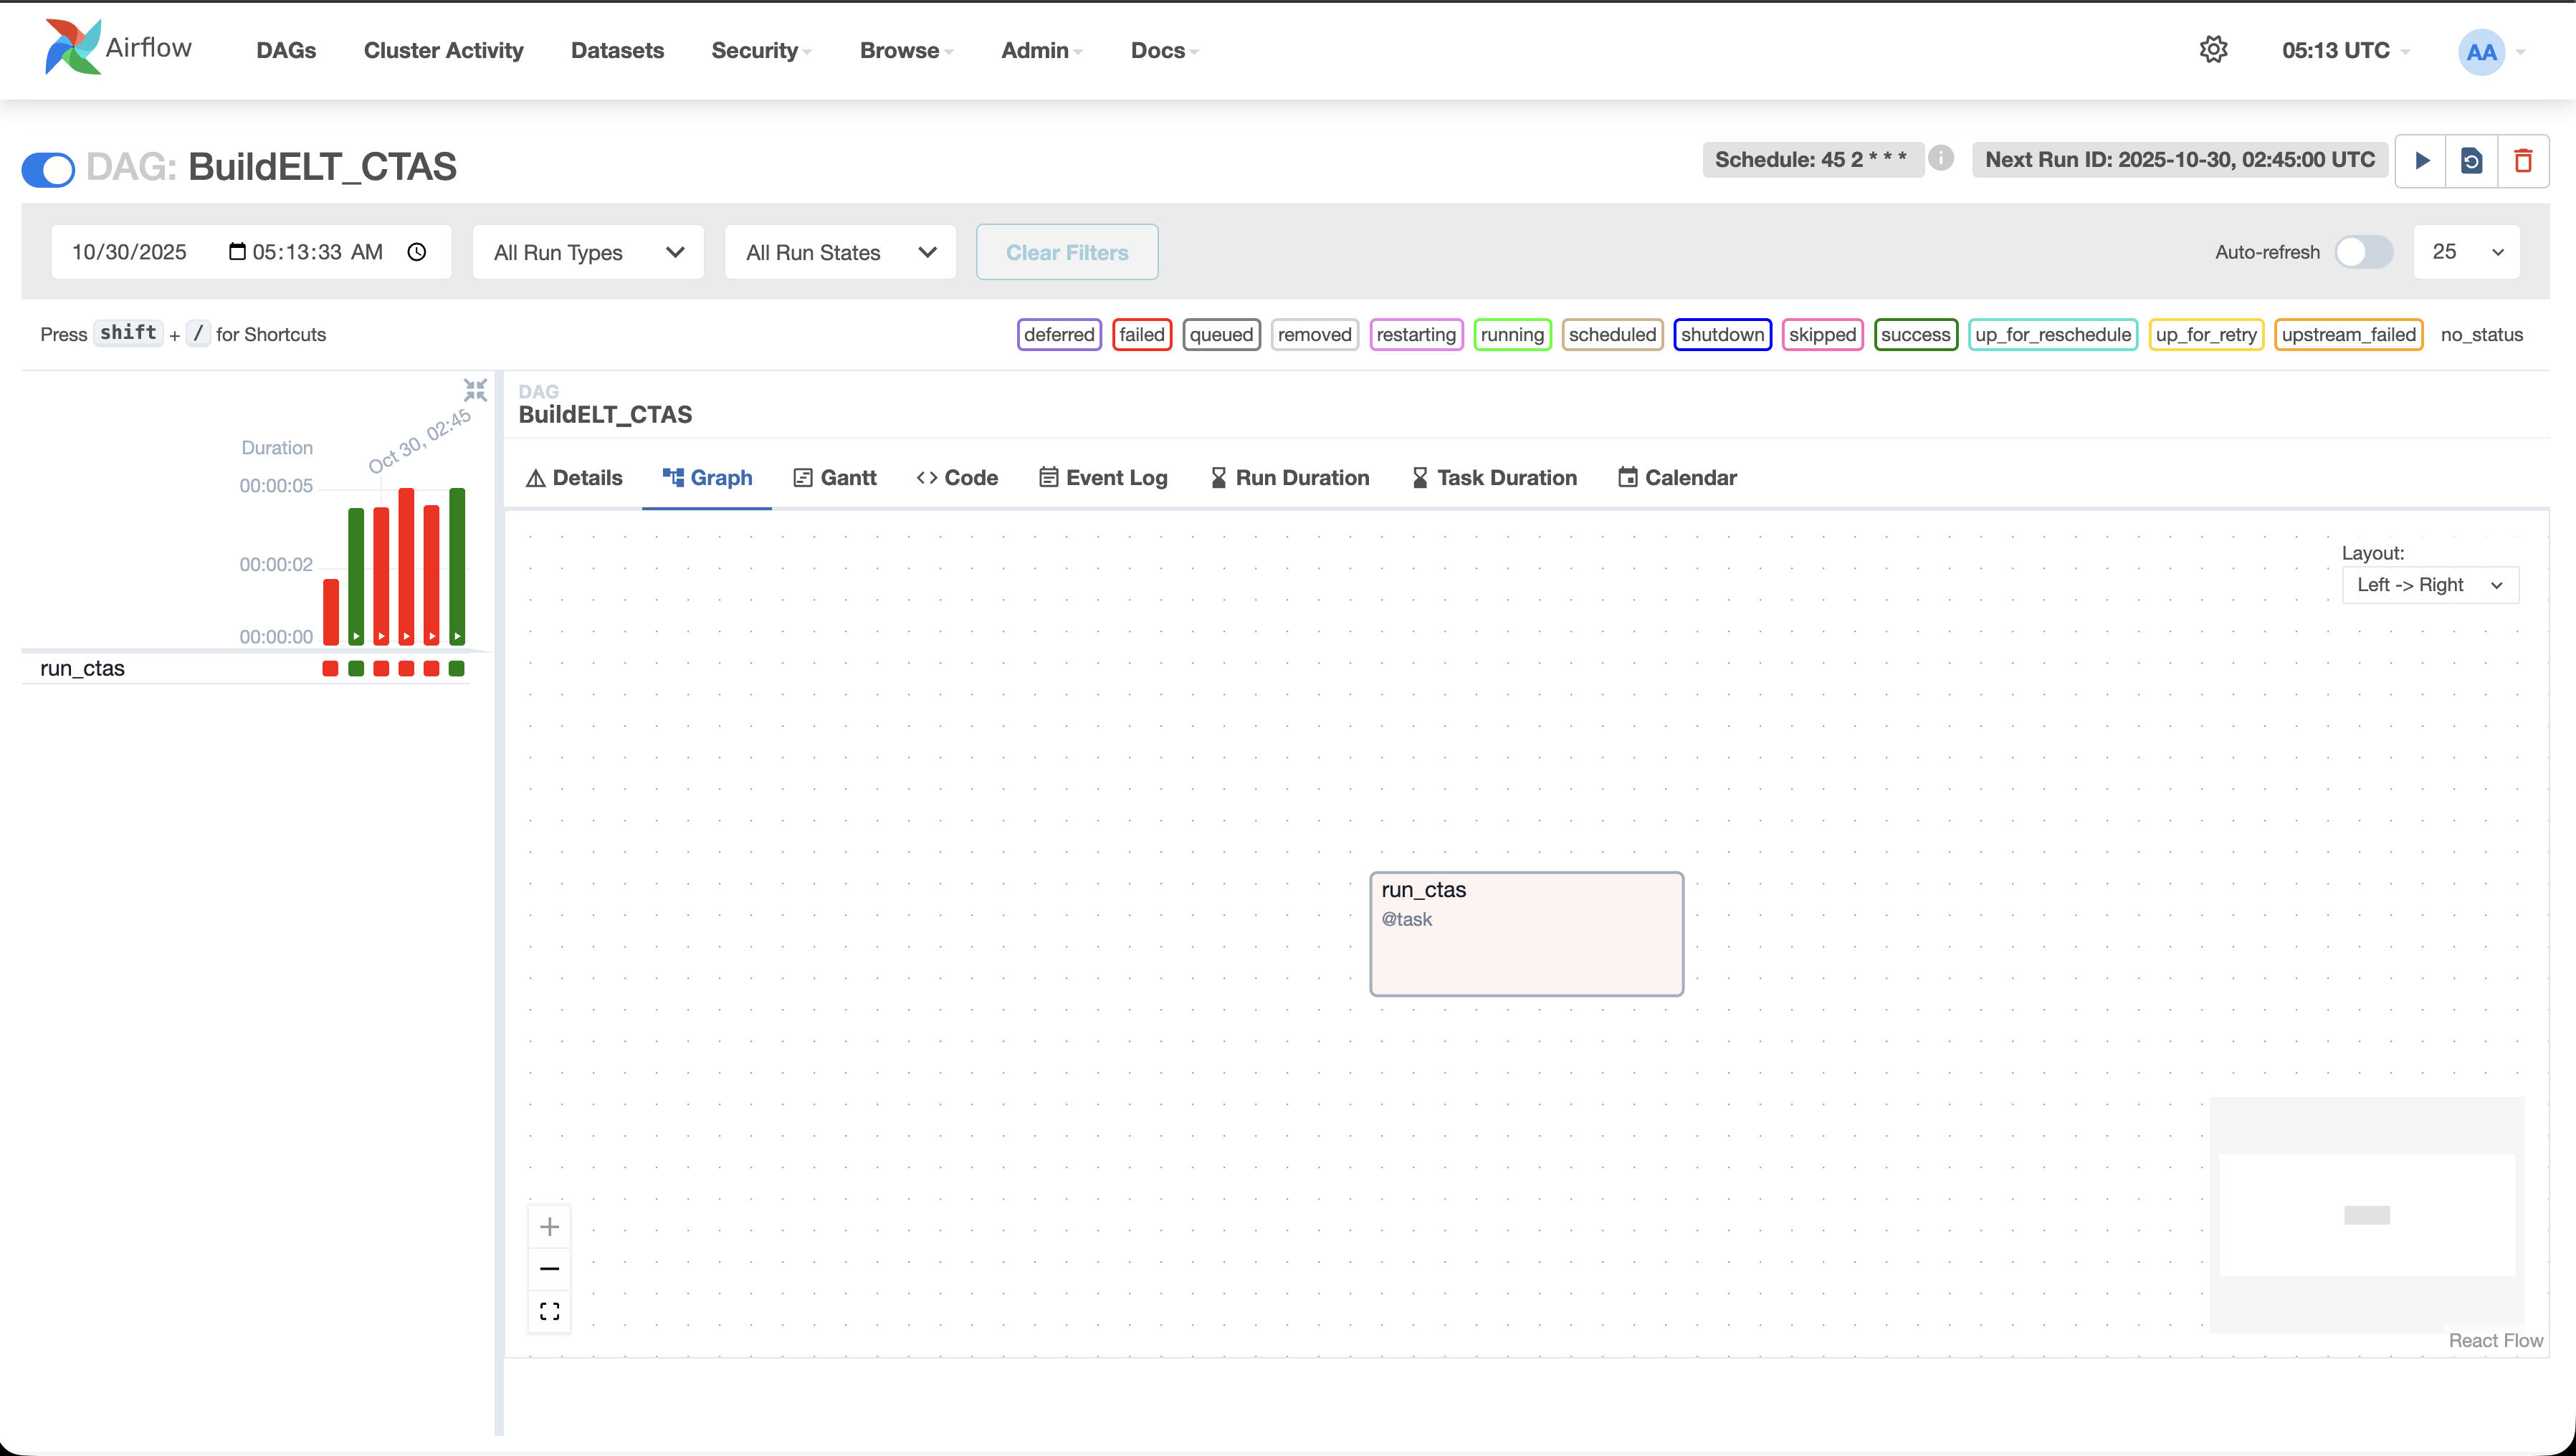 Airflow DAGs Cluster Activity Datasets Security Browse Admin Docs 05:13 UTC AA
DAG: BuildELT_CTAS Schedule: 45 2 * * * i Next Run ID: 2025-10-30, 02:45:00 UTC
10/30/2025 05:13:33 AM All Run Types All Run States Clear Filters Auto-refresh 25
Press shift + / for Shortcuts deferred failed queued removed restarting running scheduled shutdown skipped success up_for_reschedule up_for_retry upstream_failed no_status
Oct 30, 02:45
Duration
00:00:05
00:00:02
00:00:00
run_ctas
DAG
BuildELT_CTAS
Details Graph Gantt Code Event Log Run Duration Task Duration Calendar
Layout:
Left -> Right
run_ctas
@task
React Flow